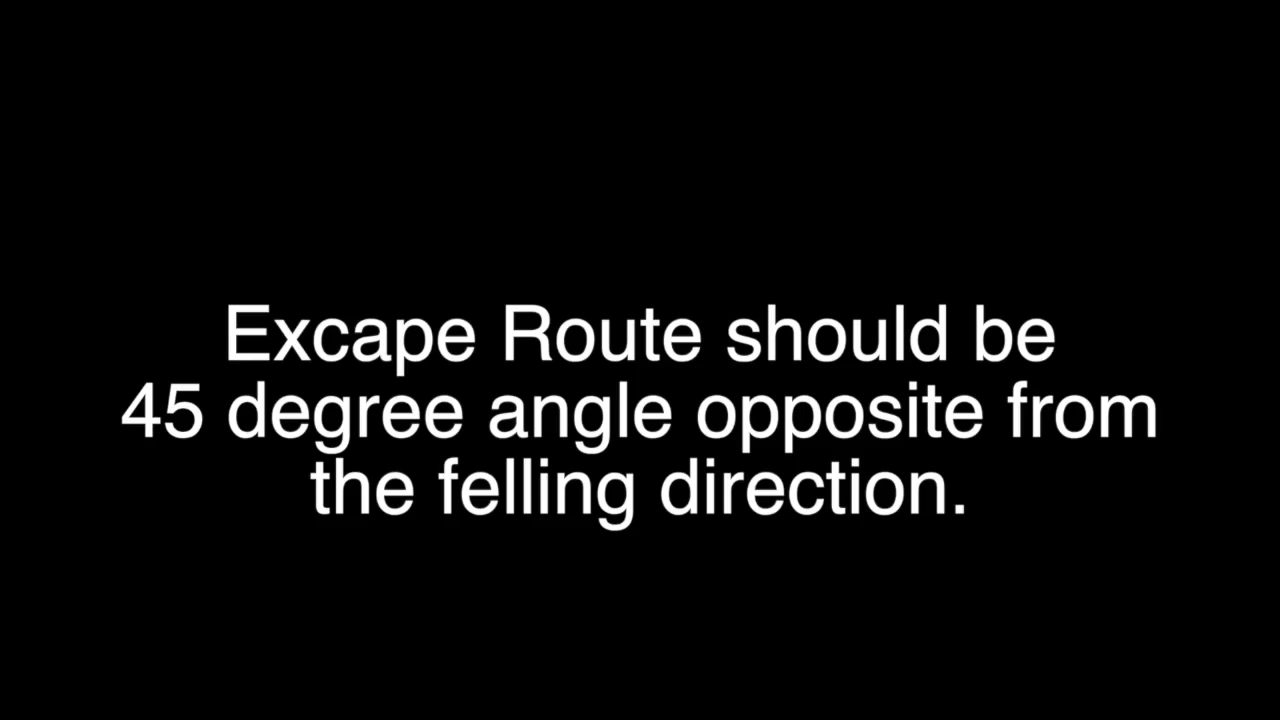 Excape Route should be
45 degree angle opposite from
the felling direction.